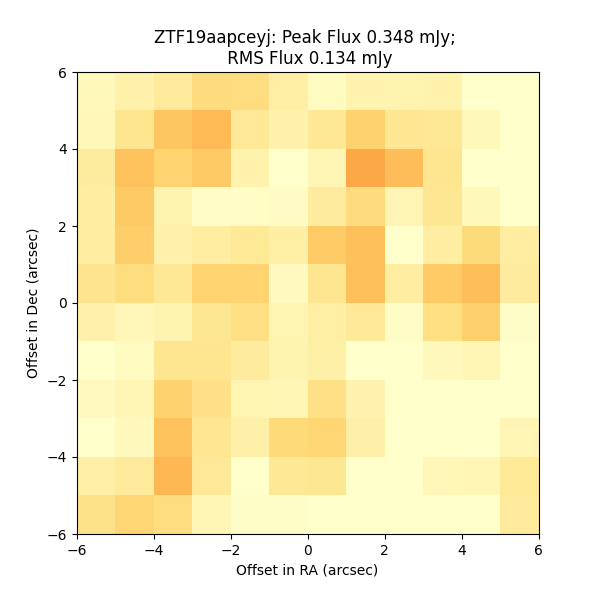 ZTF19aapceyj: Peak Flux 0.348 mJy;
RMS Flux 0.134 mJy
6
4
2
0
−2
−4
−6
Offset in Dec (arcsec)
−6 −4 −2 0 2 4 6
Offset in RA (arcsec)